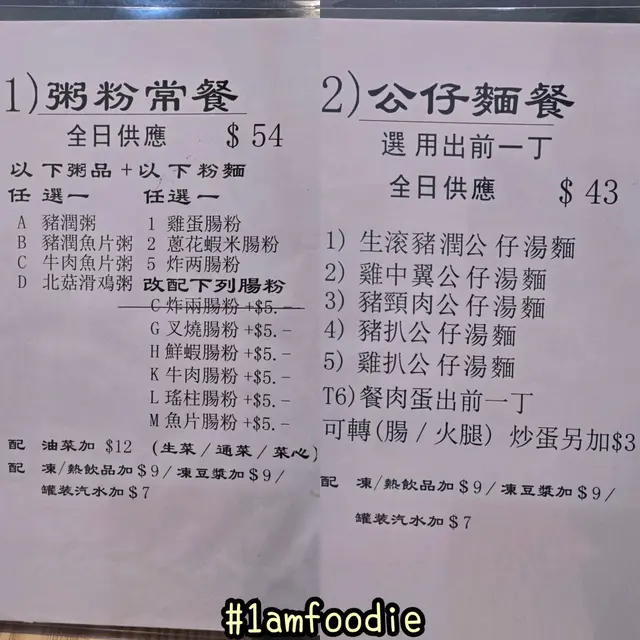 1)粥粉常餐
全日供應 $54
以下粥品+以下粉麵
任選一 任選一
A 豬潤粥 1 雞蛋腸粉
B 豬潤魚片粥 2 蔥花蝦米腸粉
C 牛肉魚片粥 5 炸两腸粉
D 北菇滑鳮粥 改配下列腸粉
C 炸兩腸粉 +$5.-
G 叉燒腸粉 +$5.-
H 鮮蝦腸粉 +$5.-
K 牛肉腸粉 +$5.-
L 瑤柱腸粉 +$5.-
M 魚片腸粉 +$5.-
配 油菜加 $12 (生菜/通菜/菜心)
配 凍/熱飲品加$9/凍豆漿加$9/
罐装汽水加$7
2)公仔麵餐
選用出前一丁
全日供應 $43
1) 生滚豬潤公仔湯麵
2) 雞中翼公仔湯麵
3) 豬頸肉公仔湯麵
4) 豬扒公仔湯麵
5) 雞扒公仔湯麵
T6)餐肉蛋出前一丁
可轉(腸/火腿) 炒蛋另加$3
配 凍/熱飲品加$9/凍豆漿加$9/
罐装汽水加$7
#1amfoodie